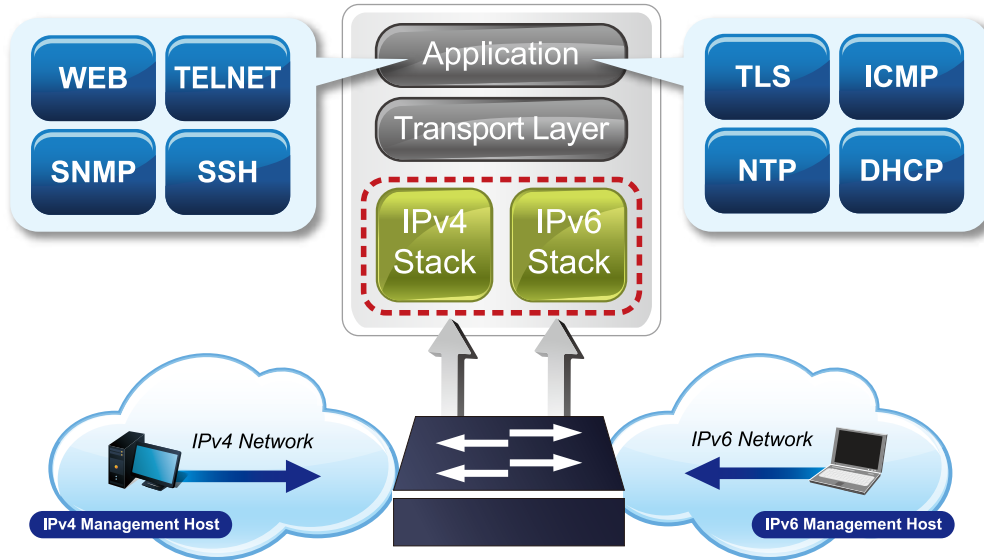 Application
WEB
TELNET
TLS
ICMP
Transport Layer
SNMP
SSH
NTP
DHCP
IPv4
Stack
IPv6
Stack
IPv4 Network
IPv6 Network
IPv4 Management Host
IPv6 Management Host